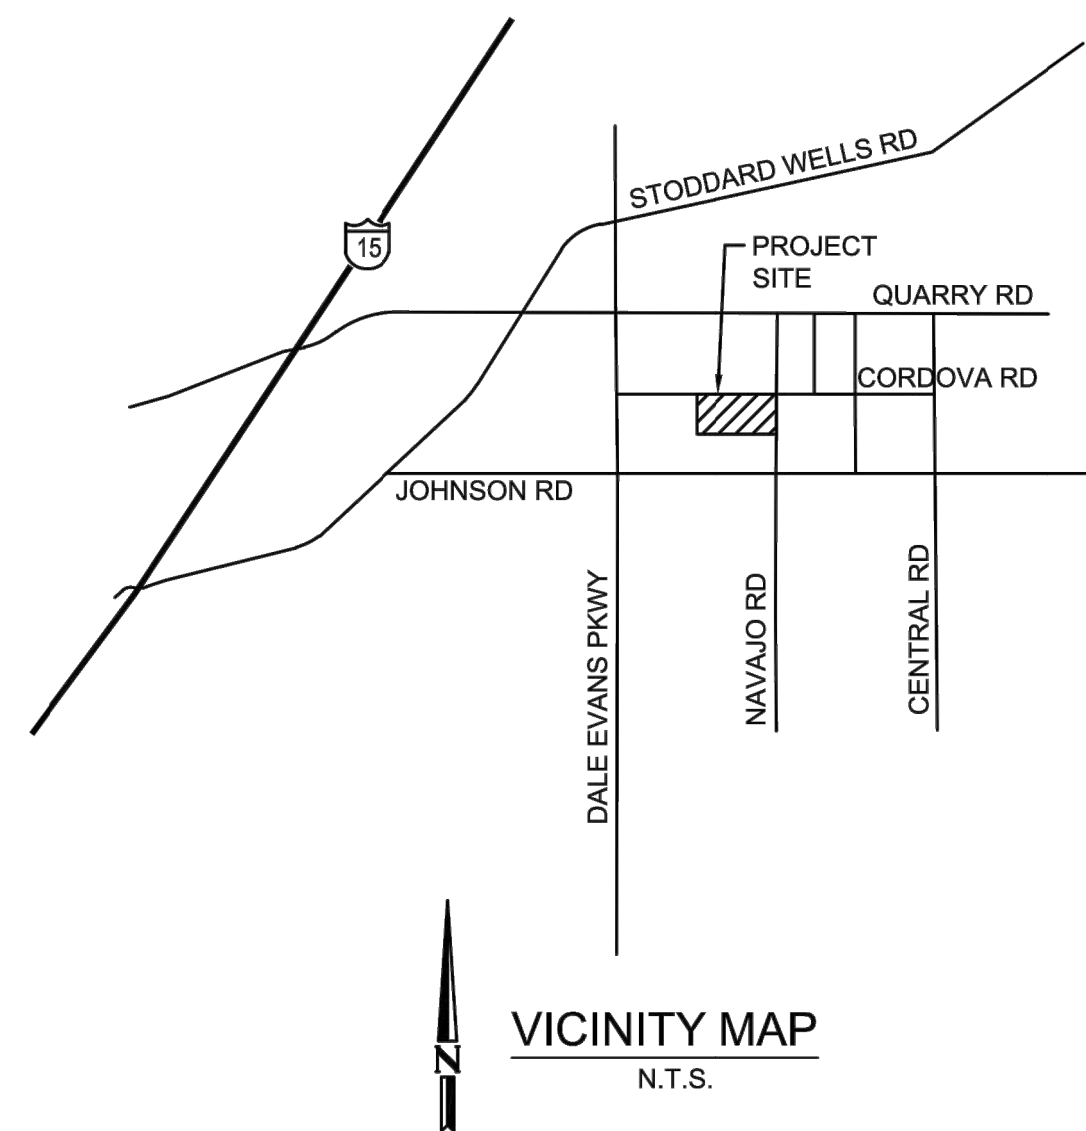 STODDARD WELLS RD
15
PROJECT
SITE
QUARRY RD
CORDOVA RD
JOHNSON RD
DALE EVANS PKWY
NAVAJO RD
CENTRAL RD
N
VICINITY MAP
N.T.S.